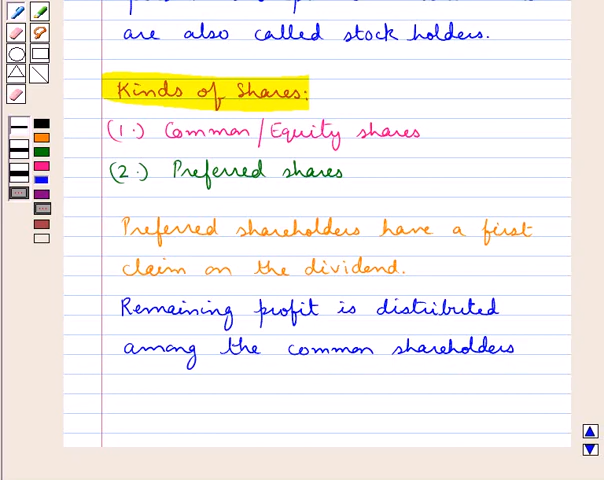 are also called stock holders.
Kinds of Shares:
(1.) Common/Equity shares
(2.) Preferred shares
Preferred shareholders have a first
claim on the dividend.
Remaining profit is distributed
among the common shareholders